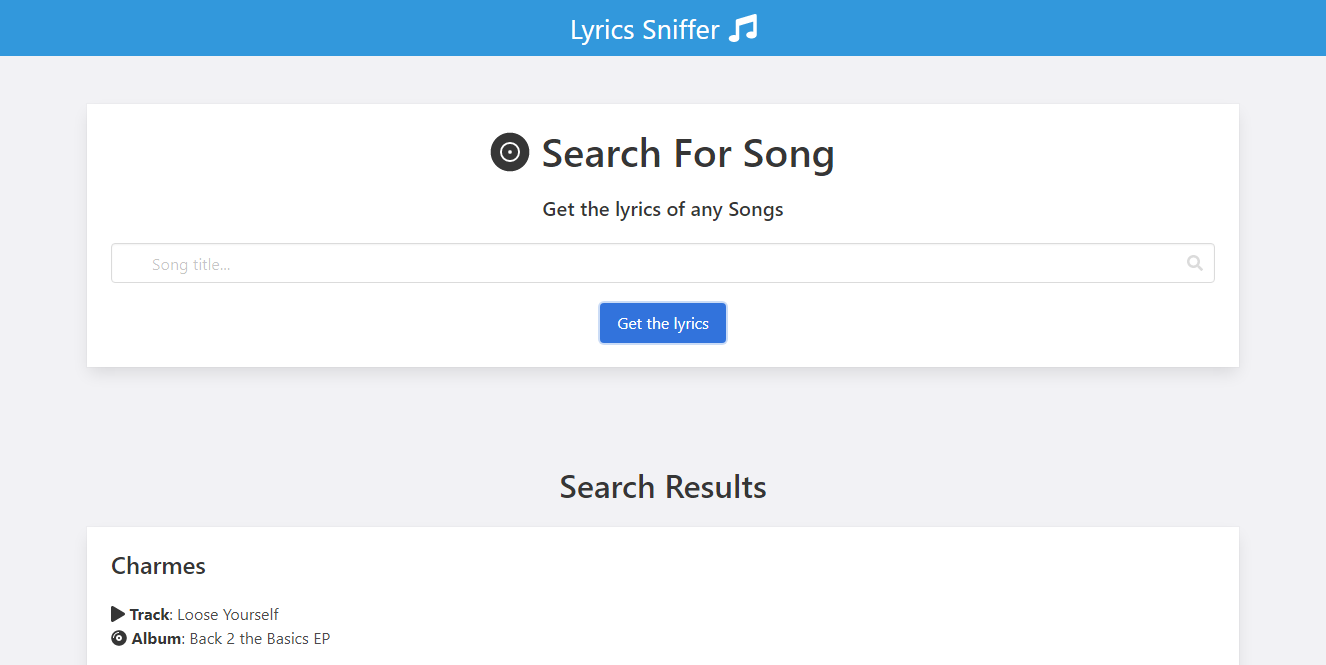 Lyrics Sniffer
Search For Song
Get the lyrics of any Songs
Song title...
Get the lyrics
Search Results
Charmes
Track: Loose Yourself
Album: Back 2 the Basics EP